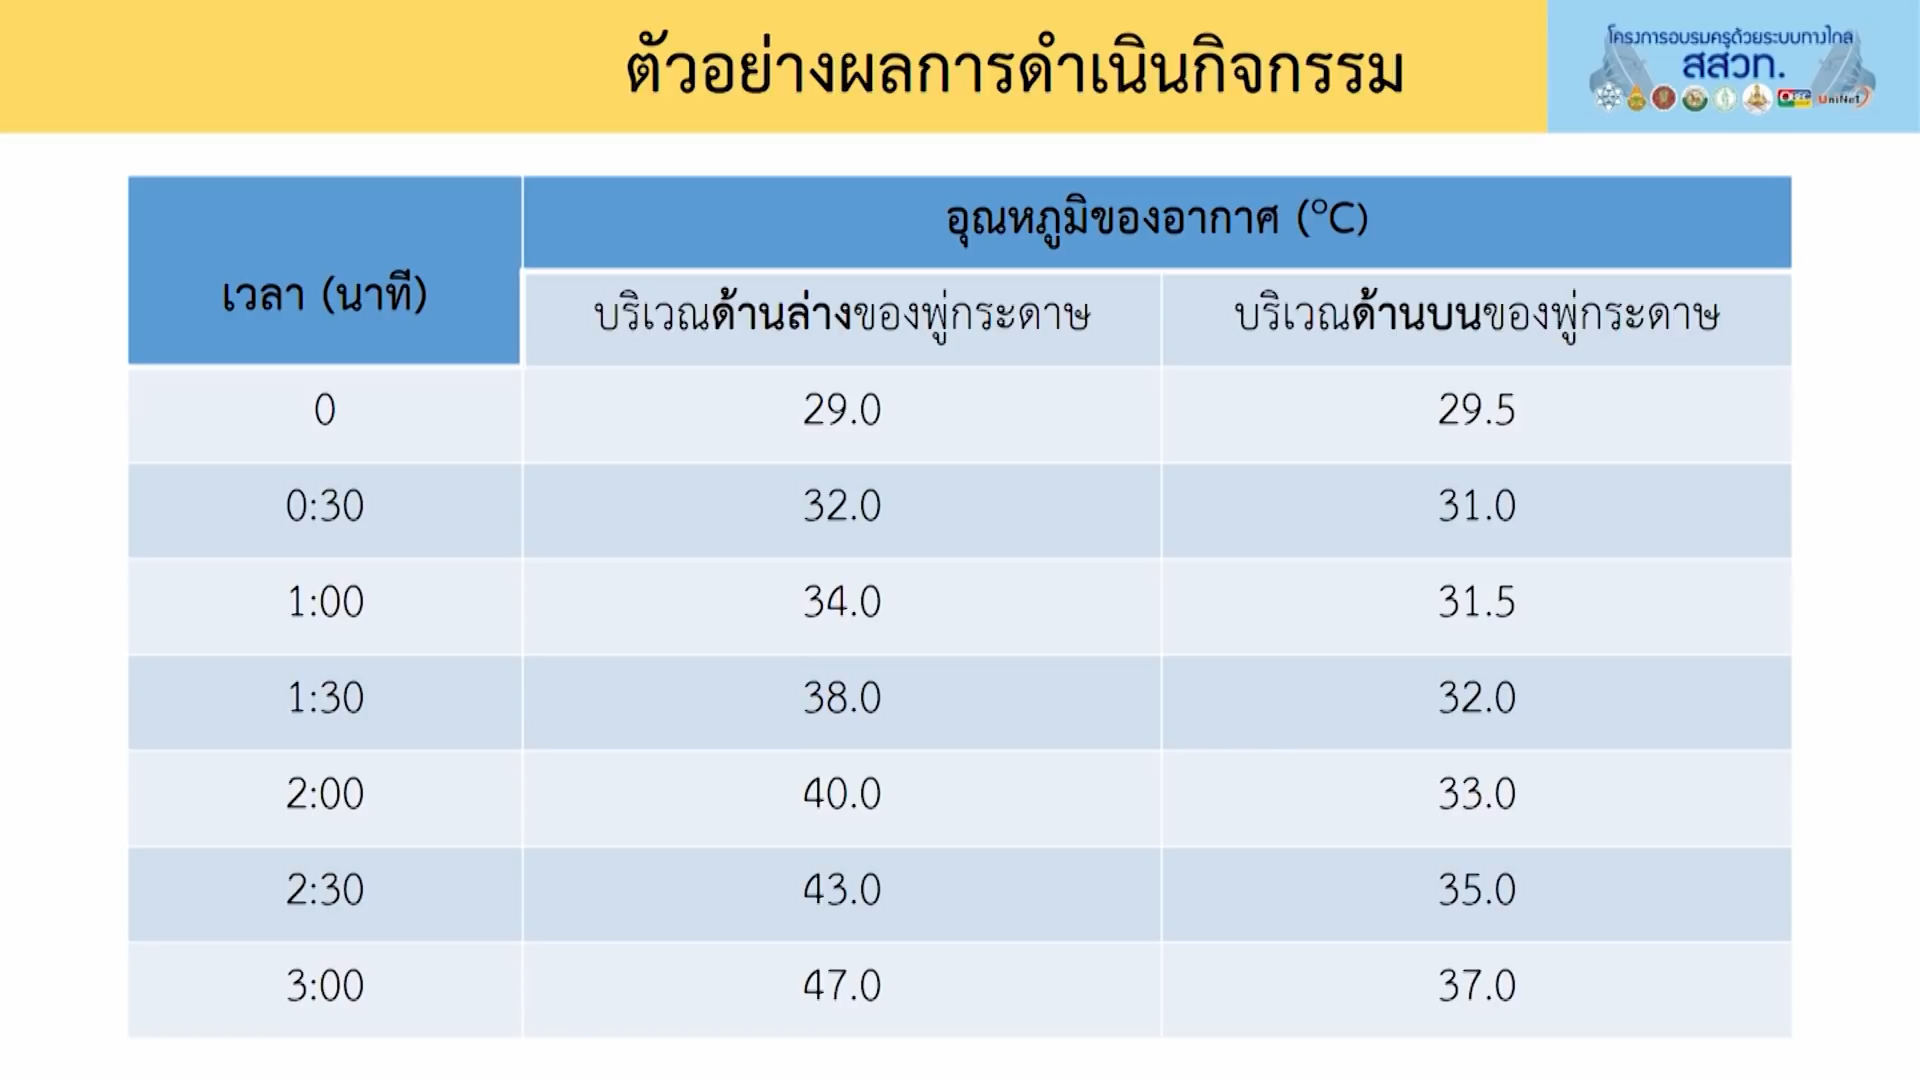 ตัวอย่างผลการดำเนินกิจกรรม
โครงการอบรมครูด้วยระบบทางไกล
สสวท.
UniNet
อุณหภูมิของอากาศ (°C)
เวลา (นาที)
บริเวณด้านล่างของพู่กระดาษ บริเวณด้านบนของพู่กระดาษ
0 29.0 29.5
0:30 32.0 31.0
1:00 34.0 31.5
1:30 38.0 32.0
2:00 40.0 33.0
2:30 43.0 35.0
3:00 47.0 37.0